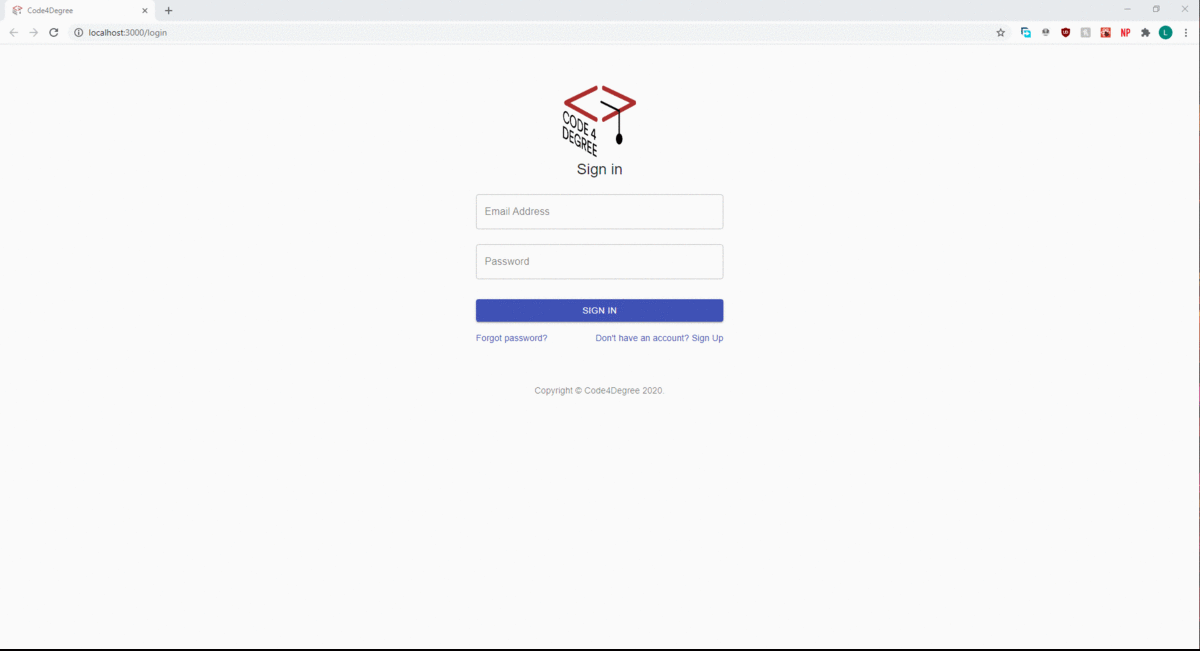 Code4Degree
localhost:3000/login
NP
L
CODE 4
DEGREE
Sign in
Email Address
Password
SIGN IN
Forgot password?
Don't have an account? Sign Up
Copyright © Code4Degree 2020.